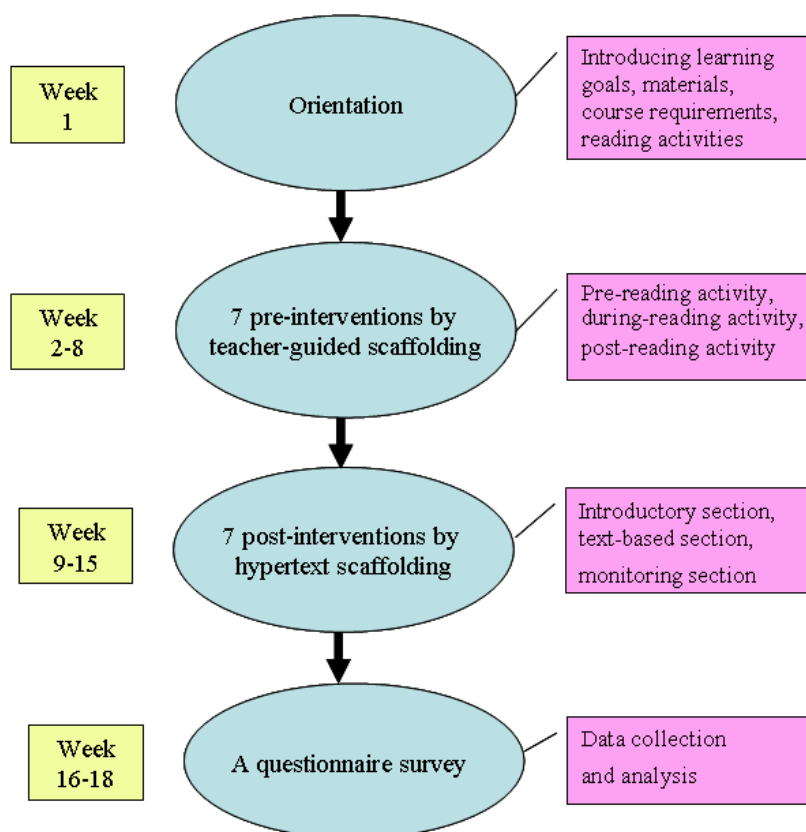 Week
1
Orientation
Introducing learning
goals, materials,
course requirements,
reading activities
Week
2-8
7 pre-interventions by
teacher-guided scaffolding
Pre-reading activity,
during-reading activity,
post-reading activity
Week
9-15
7 post-interventions by
hypertext scaffolding
Introductory section,
text-based section,
monitoring section
Week
16-18
A questionnaire survey
Data collection
and analysis